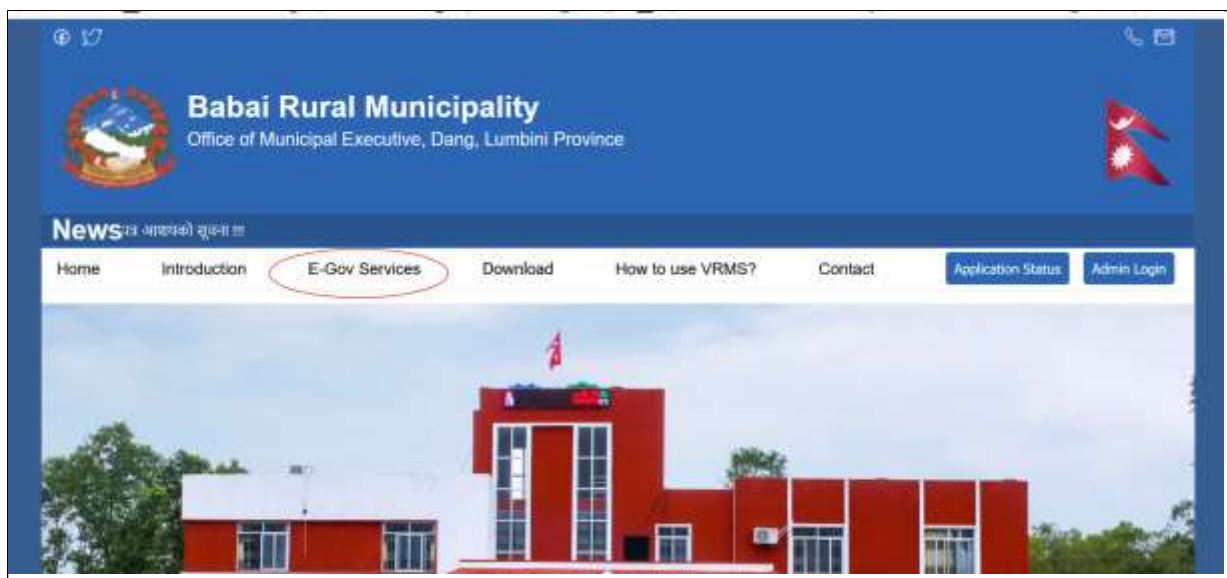 Babai Rural Municipality
Office of Municipal Executive, Dang, Lumbini Province
News सूचना !!!
Home Introduction E-Gov Services Download How to use VRMS? Contact Application Status Admin Login